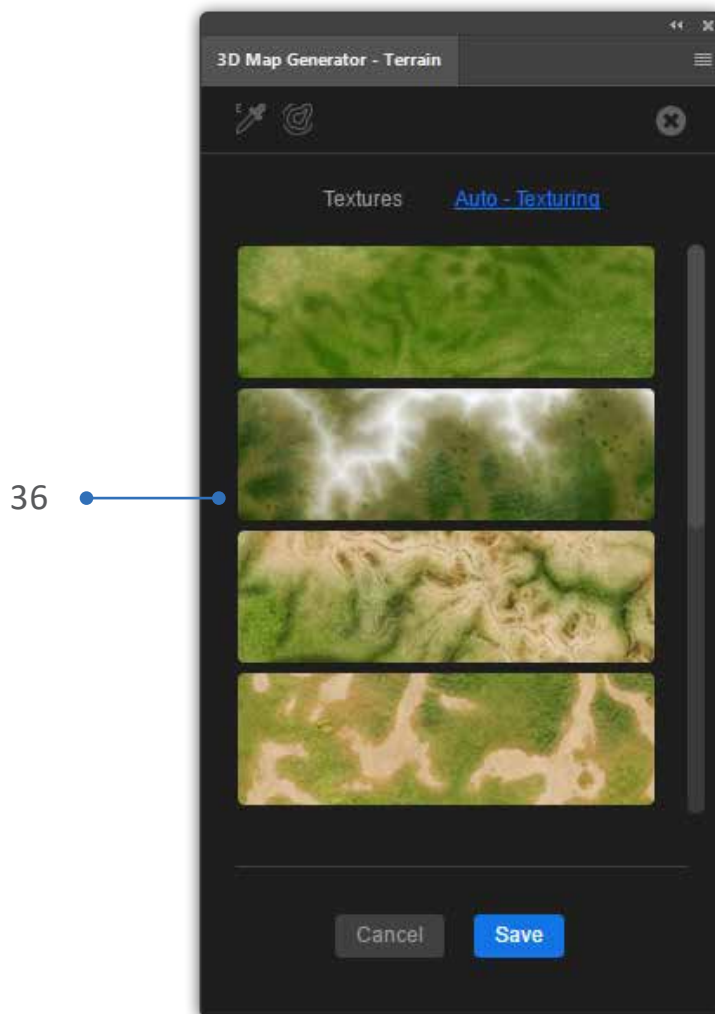 3D Map Generator - Terrain
E
Textures Auto - Texturing
36
Cancel Save